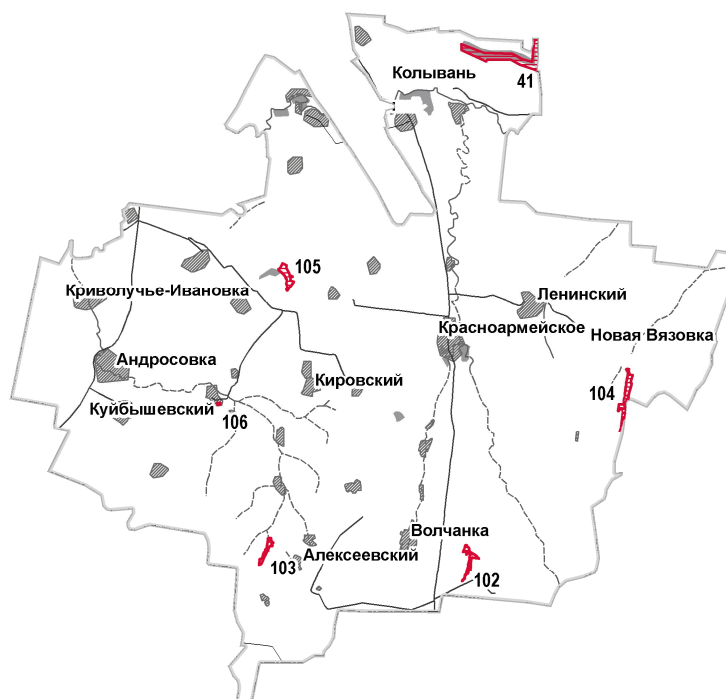 Колывань
41
105
Криволучье-Ивановка
Ленинский
Красноармейское
Новая Вязовка
Андросовка
Кировский
104
Куйбышевский
106
Волчанка
Алексеевский
103
102